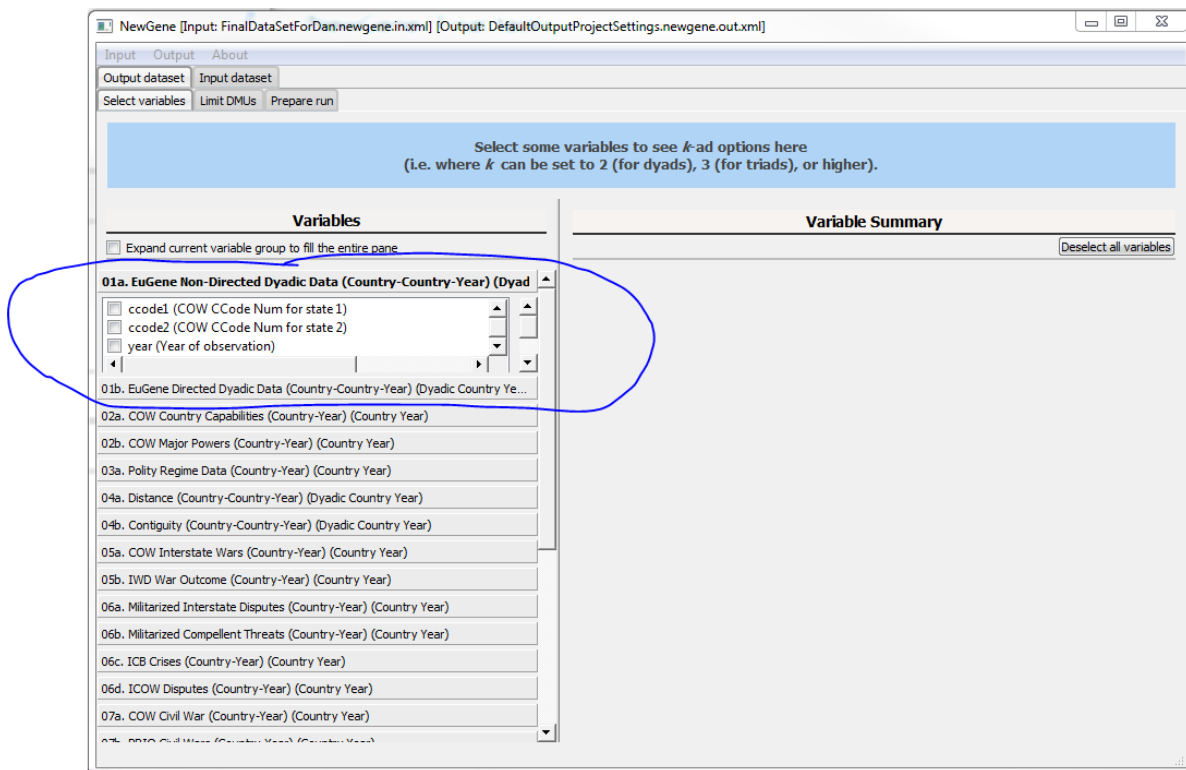 NewGene [Input: FinalDataSetForDan.newgene.in.xml] [Output: DefaultOutputProjectSettings.newgene.out.xml]
Input Output About
Output dataset Input dataset
Select variables Limit DMUs Prepare run
Select some variables to see k-ad options here
(i.e. where k can be set to 2 (for dyads), 3 (for triads), or higher).
Variables
Variable Summary
Expand current variable group to fill the entire pane
Deselect all variables
01a. EuGene Non-Directed Dyadic Data (Country-Country-Year) (Dyad
ccode1 (COW CCode Num for state 1)
ccode2 (COW CCode Num for state 2)
year (Year of observation)
01b. EuGene Directed Dyadic Data (Country-Country-Year) (Dyadic Country Ye...
02a. COW Country Capabilities (Country-Year) (Country Year)
02b. COW Major Powers (Country-Year) (Country Year)
03a. Polity Regime Data (Country-Year) (Country Year)
04a. Distance (Country-Country-Year) (Dyadic Country Year)
04b. Contiguity (Country-Country-Year) (Dyadic Country Year)
05a. COW Interstate Wars (Country-Year) (Country Year)
05b. IWD War Outcome (Country-Year) (Country Year)
06a. Militarized Interstate Disputes (Country-Year) (Country Year)
06b. Militarized Compellent Threats (Country-Year) (Country Year)
06c. ICB Crises (Country-Year) (Country Year)
06d. ICOW Disputes (Country-Year) (Country Year)
07a. COW Civil War (Country-Year) (Country Year)
07b. PRIO Civil Wars (Country-Year) (Country Year)